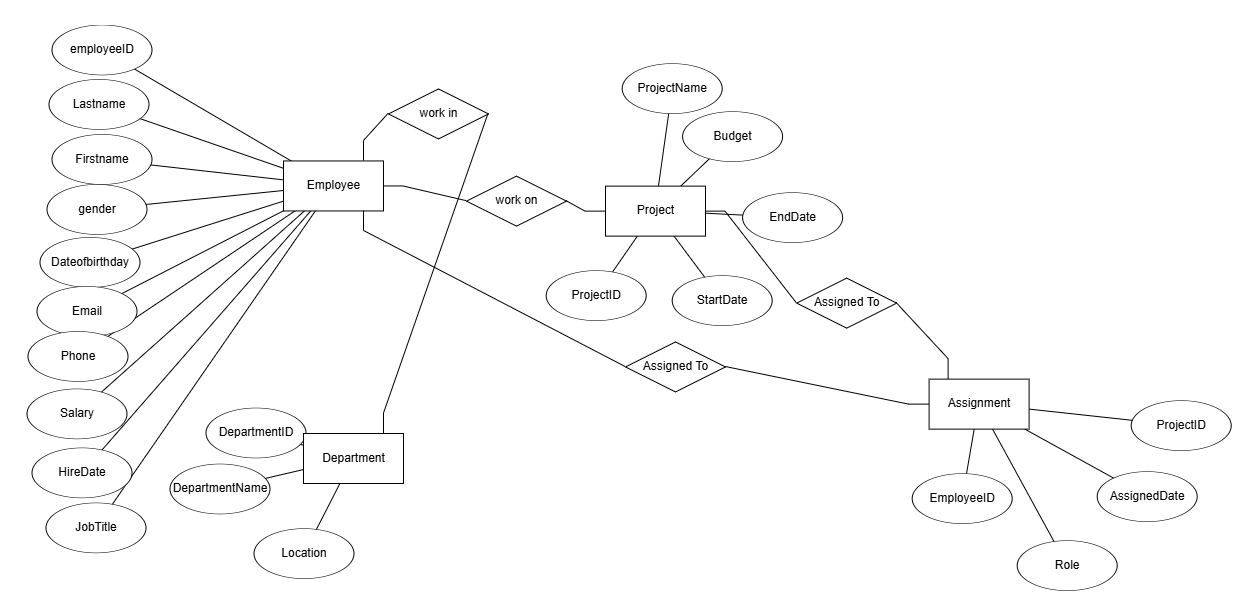 employeeID
Lastname
Firstname
gender
Dateofbirthday
Email
Phone
Salary
HireDate
JobTitle
Employee
work in
work on
ProjectName
Budget
Project
EndDate
ProjectID
StartDate
Assigned To
Assigned To
DepartmentID
Department
DepartmentName
Location
Assignment
ProjectID
EmployeeID
AssignedDate
Role